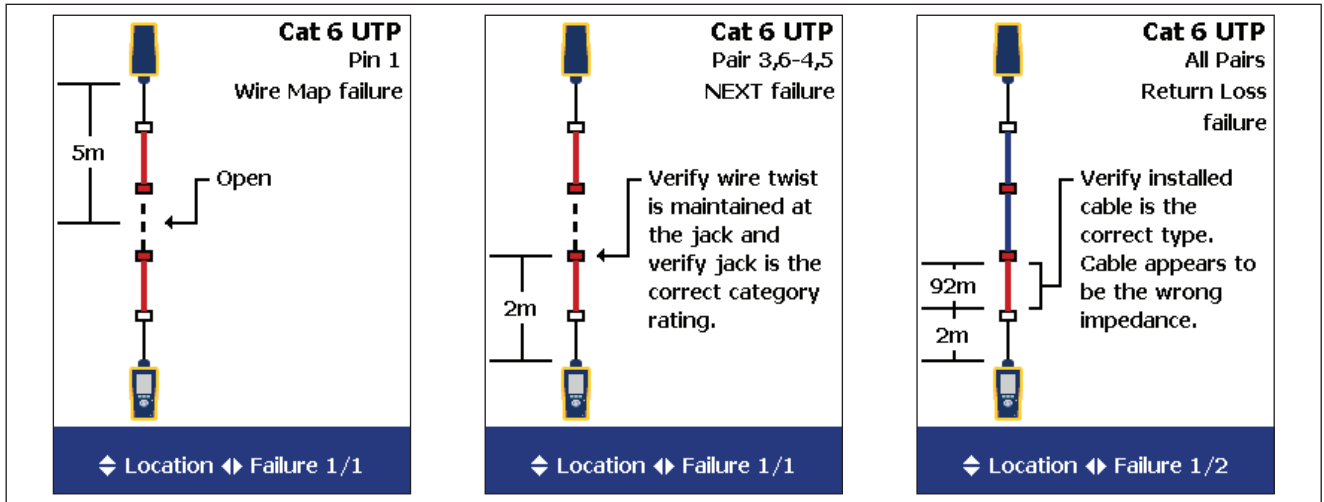 Cat 6 UTP
Pin 1
Wire Map failure
5m
Open
Location Failure 1/1
Cat 6 UTP
Pair 3,6-4,5
NEXT failure
Verify wire twist
is maintained at
the jack and
verify jack is the
correct category
rating.
2m
Location Failure 1/1
Cat 6 UTP
All Pairs
Return Loss
failure
Verify installed
cable is the
correct type.
Cable appears to
be the wrong
impedance.
92m
2m
Location Failure 1/2